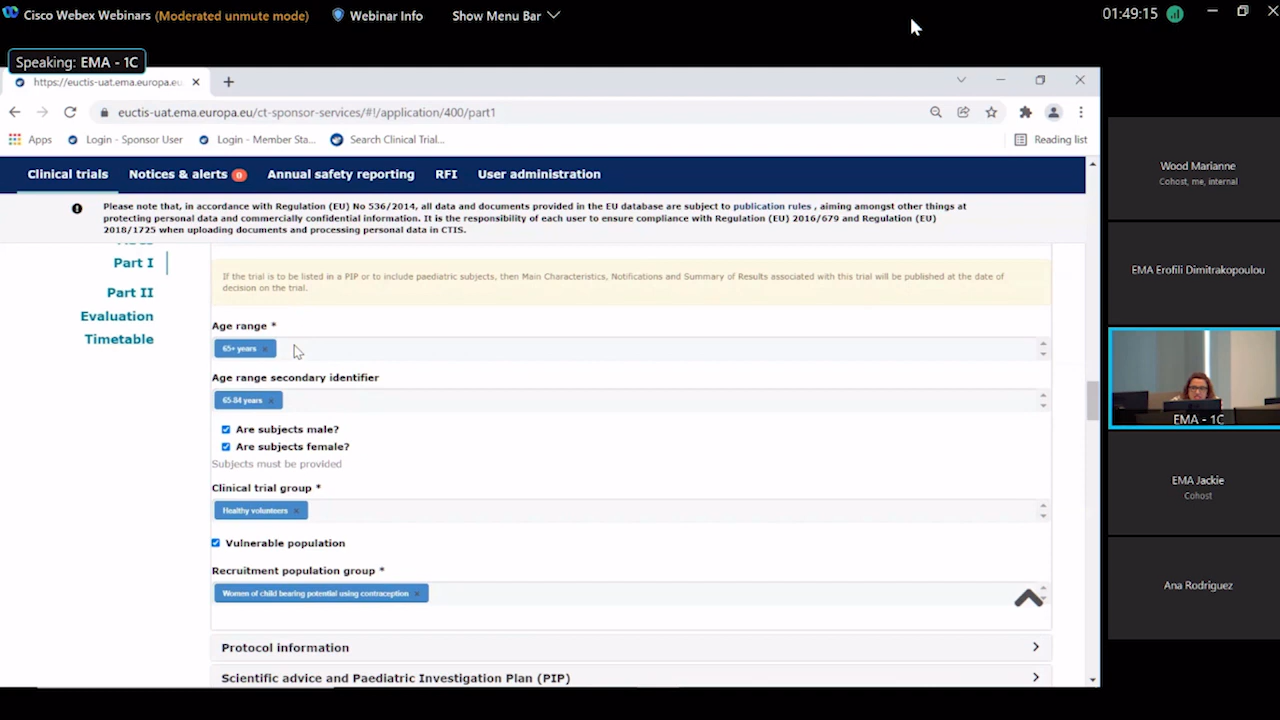 Cisco Webex Webinars (Moderated unmute mode) Webinar Info Show Menu Bar 01:49:15
Speaking: EMA - 1C
https://euctis-uat.ema.europa.eu
euctis-uat.ema.europa.eu/ct-sponsor-services/#!/application/400/part1
Apps Login - Sponsor User Login - Member Sta... Search Clinical Trial... Reading list
Clinical trials Notices & alerts 0 Annual safety reporting RFI User administration
Please note that, in accordance with Regulation (EU) No 536/2014, all data and documents provided in the EU database are subject to publication rules , aiming amongst other things at
protecting personal data and commercially confidential information. It is the responsibility of each user to ensure compliance with Regulation (EU) 2016/679 and Regulation (EU)
2018/1725 when uploading documents and processing personal data in CTIS.
Part I
Part II
Evaluation
Timetable
If the trial is to be listed in a PIP or to include paediatric subjects, then Main Characteristics, Notifications and Summary of Results associated with this trial will be published at the date of
decision on the trial.
Age range *
65+ years ×
Age range secondary identifier
65-84 years ×
Are subjects male?
Are subjects female?
Subjects must be provided
Clinical trial group *
Healthy volunteers ×
Vulnerable population
Recruitment population group *
Women of child bearing potential using contraception ×
Protocol information
Scientific advice and Paediatric Investigation Plan (PIP)
Wood Marianne
Cohost, me, internal
EMA Erofili Dimitrakopoulou
EMA - 1C
EMA Jackie
Cohost
Ana Rodriguez